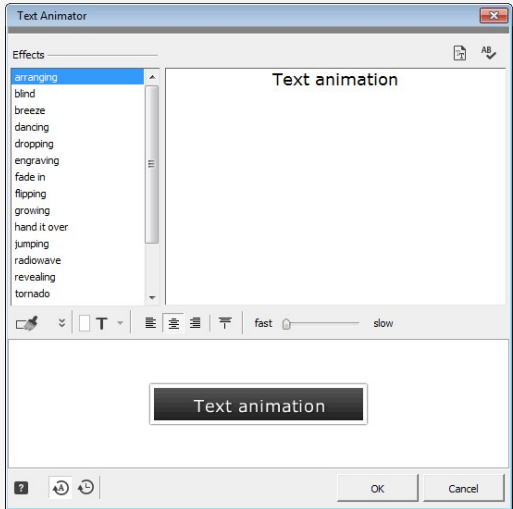 Text Animator
Effects
arranging
blind
breeze
dancing
dropping
engraving
fade in
flipping
growing
hand it over
jumping
radiowave
revealing
tornado
Text animation
T
fast
slow
Text animation
?
OK
Cancel